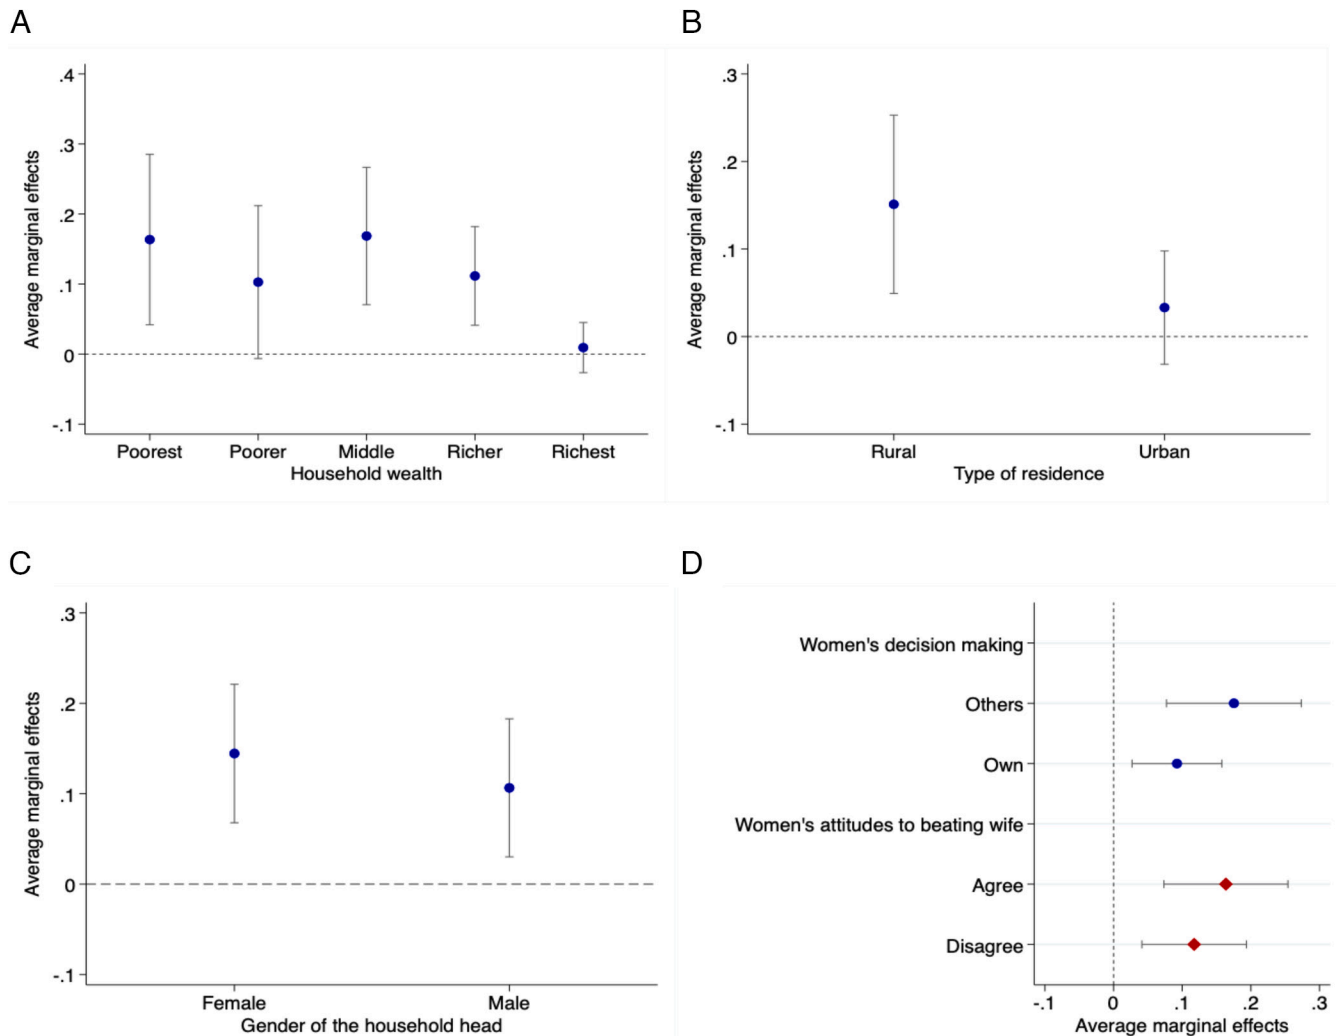 A
.4
.3
.2
.1
0
-.1
Average marginal effects
Poorest Poorer Middle Richer Richest
Household wealth
B
.3
.2
.1
0
-.1
Average marginal effects
Rural Urban
Type of residence
C
.3
.2
.1
0
-.1
Average marginal effects
Female Male
Gender of the household head
D
Women's decision making
Others
Own
Women's attitudes to beating wife
Agree
Disagree
-.1 0 .1 .2 .3
Average marginal effects